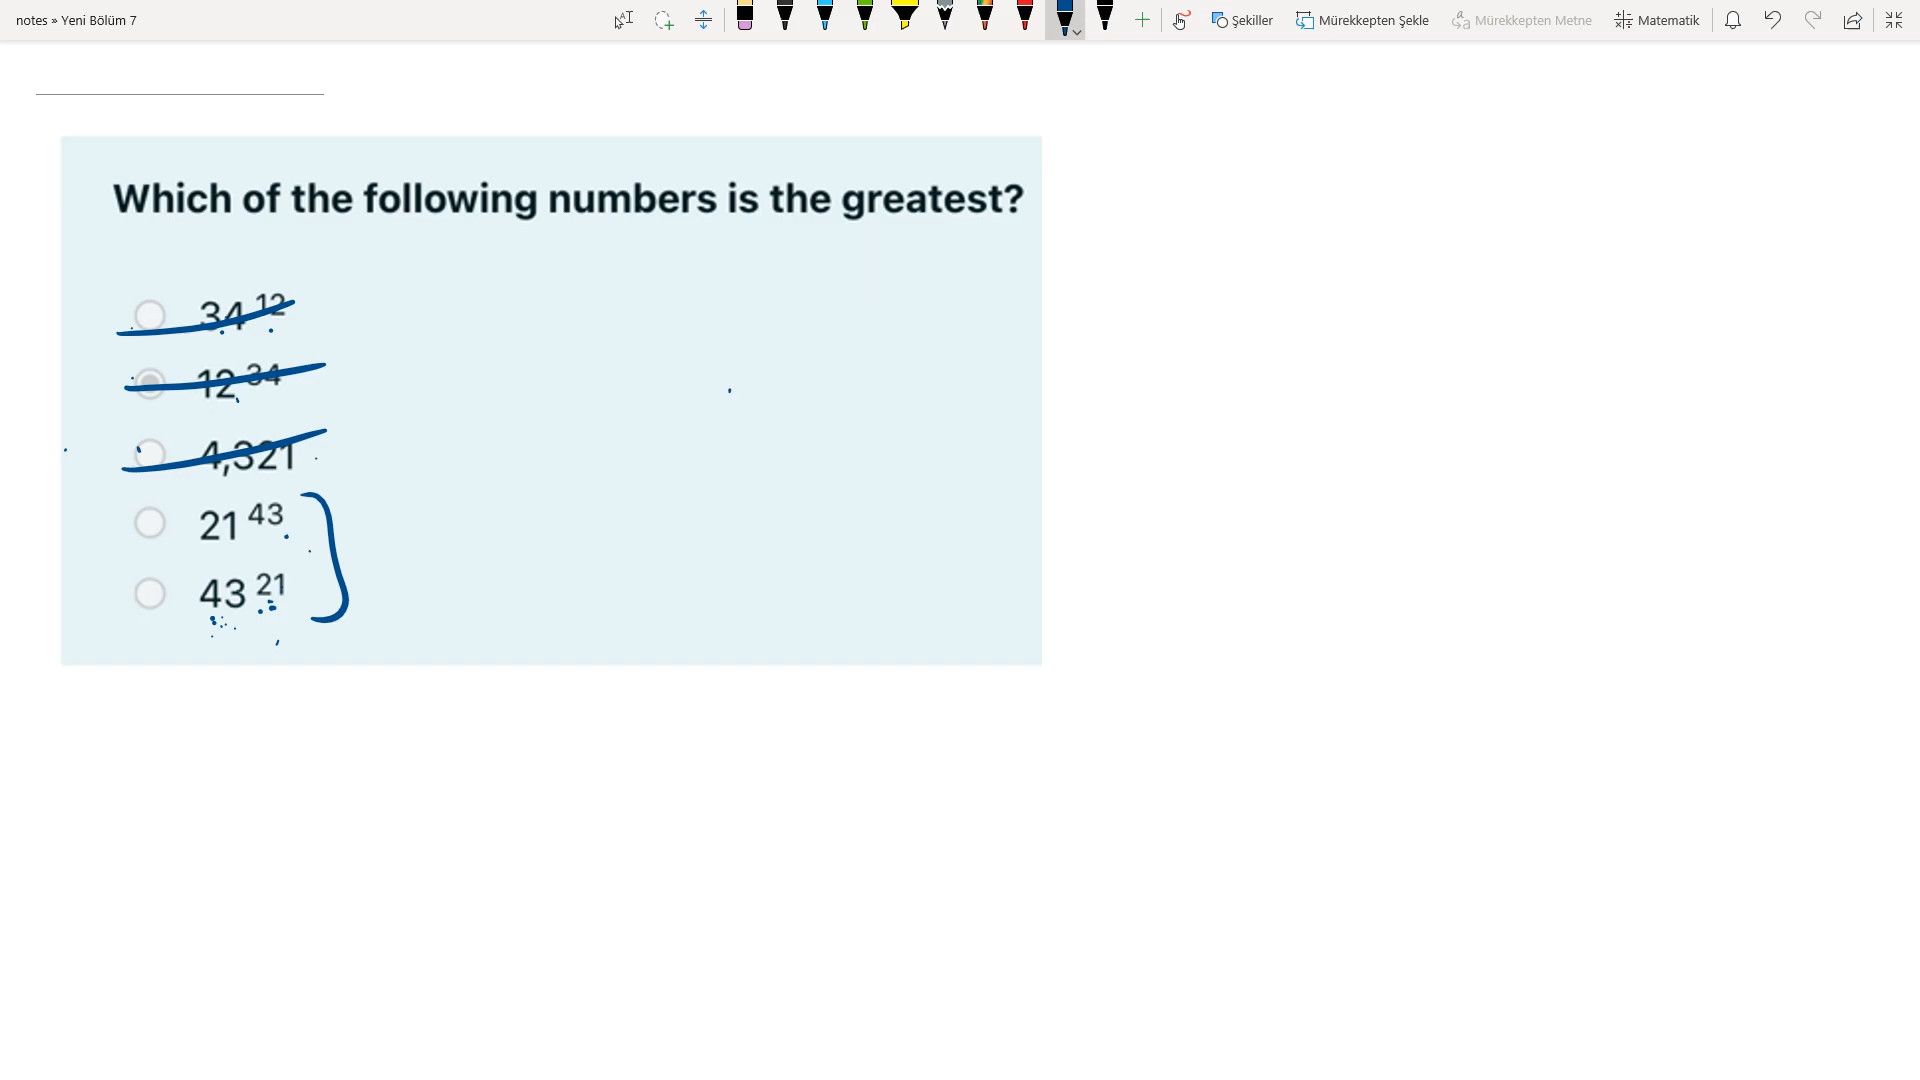 notes » Yeni Bölüm 7
Şekiller
Mürekkepten Şekle
Mürekkepten Metne
Matematik
Which of the following numbers is the greatest?
34 12
12 34
4,321
21 43
43 21